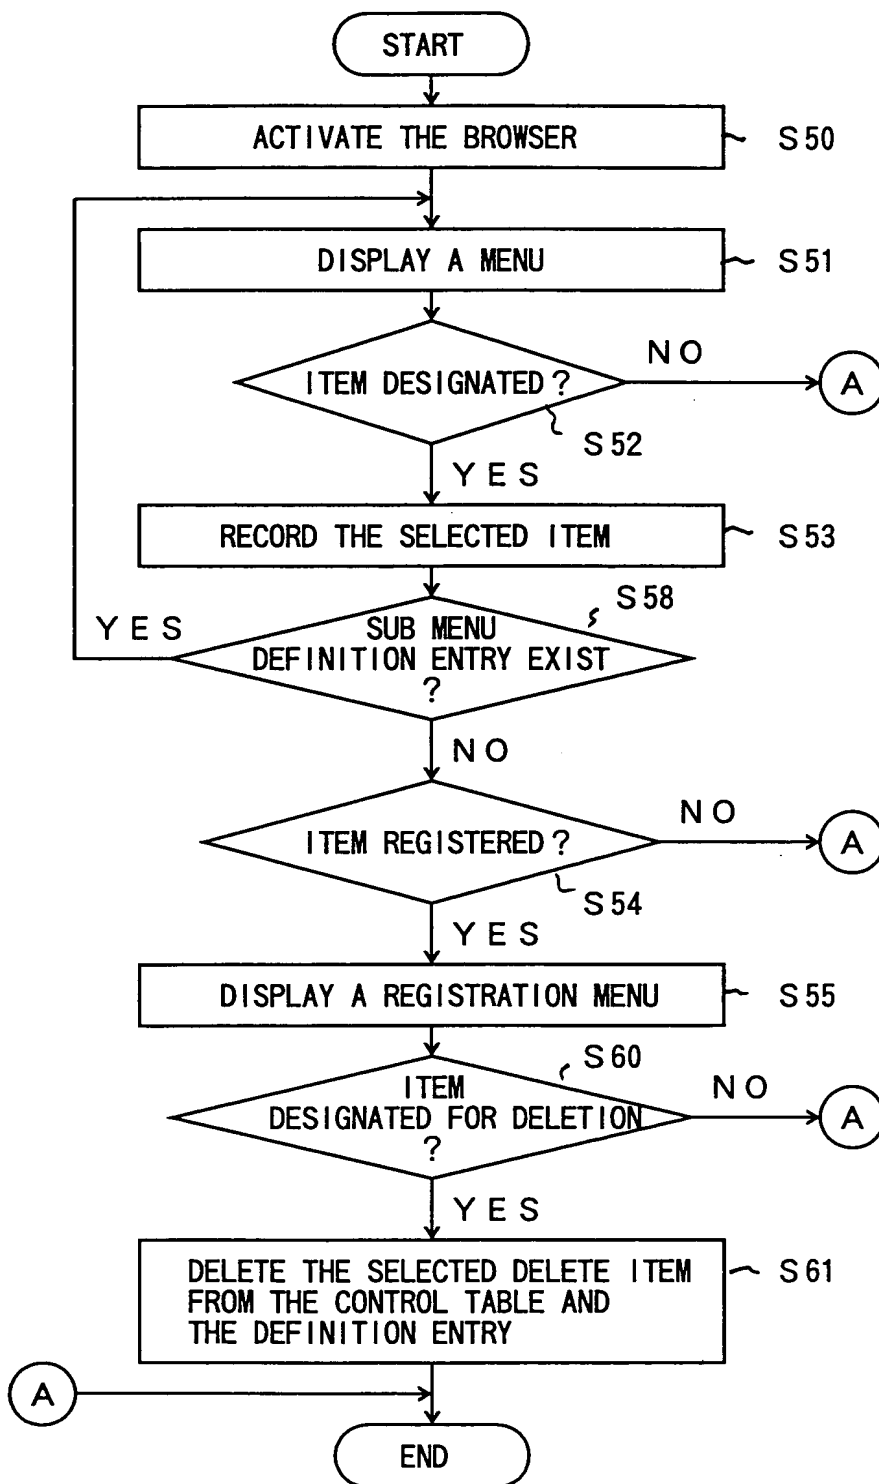 START
ACTIVATE THE BROWSER
S50
DISPLAY A MENU
S51
ITEM DESIGNATED?
NO
A
S52
YES
RECORD THE SELECTED ITEM
S53
S58
YES
SUB MENU
DEFINITION ENTRY EXIST
?
NO
ITEM REGISTERED?
NO
A
S54
YES
DISPLAY A REGISTRATION MENU
S55
S60
ITEM
DESIGNATED FOR DELETION
?
NO
A
YES
DELETE THE SELECTED DELETE ITEM
FROM THE CONTROL TABLE AND
THE DEFINITION ENTRY
S61
A
END